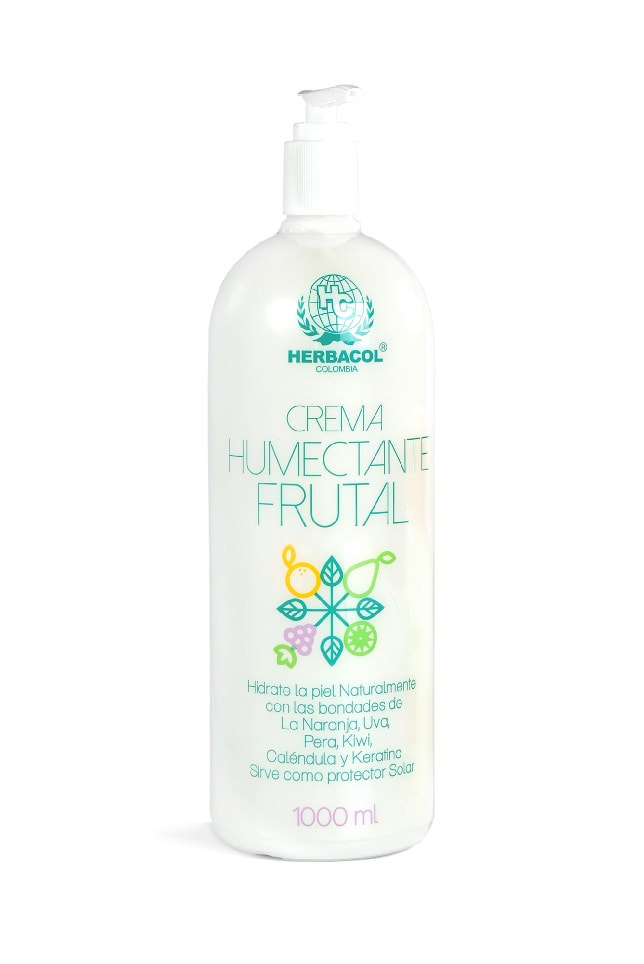 HC
HERBACOL®
COLOMBIA
CREMA
HUMECTANTE
FRUTAL
Hidrata la piel Naturalmente
con las bondades de
La Naranja, Uva,
Pera, Kiwi,
Caléndula y Keratina
Sirve como protector Solar
1000 ml